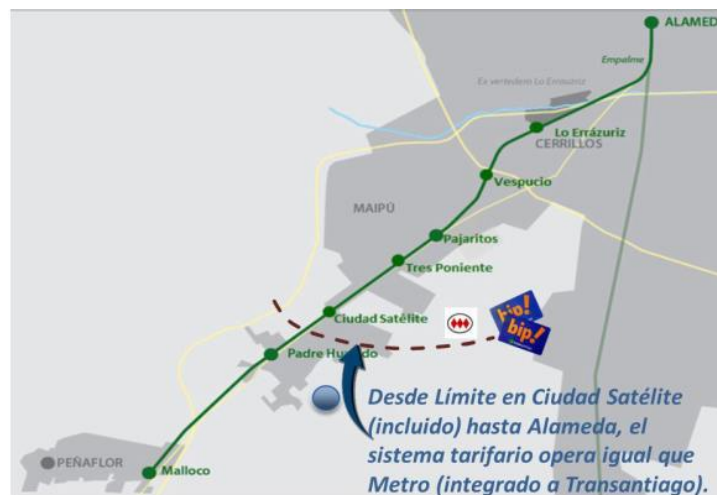 ALAMED
Empalme
Ex vertedero Lo Errázuriz
Lo Errázuriz
CERRILLOS
Vespucio
MAIPÚ
Pajaritos
Tres Poniente
Ciudad Satélite
bip!
bip!
Padre Hu do
Desde Límite en Ciudad Satélite
(incluido) hasta Alameda, el
sistema tarifario opera igual que
Metro (integrado a Transantiago).
PEÑAFLOR
Malloco